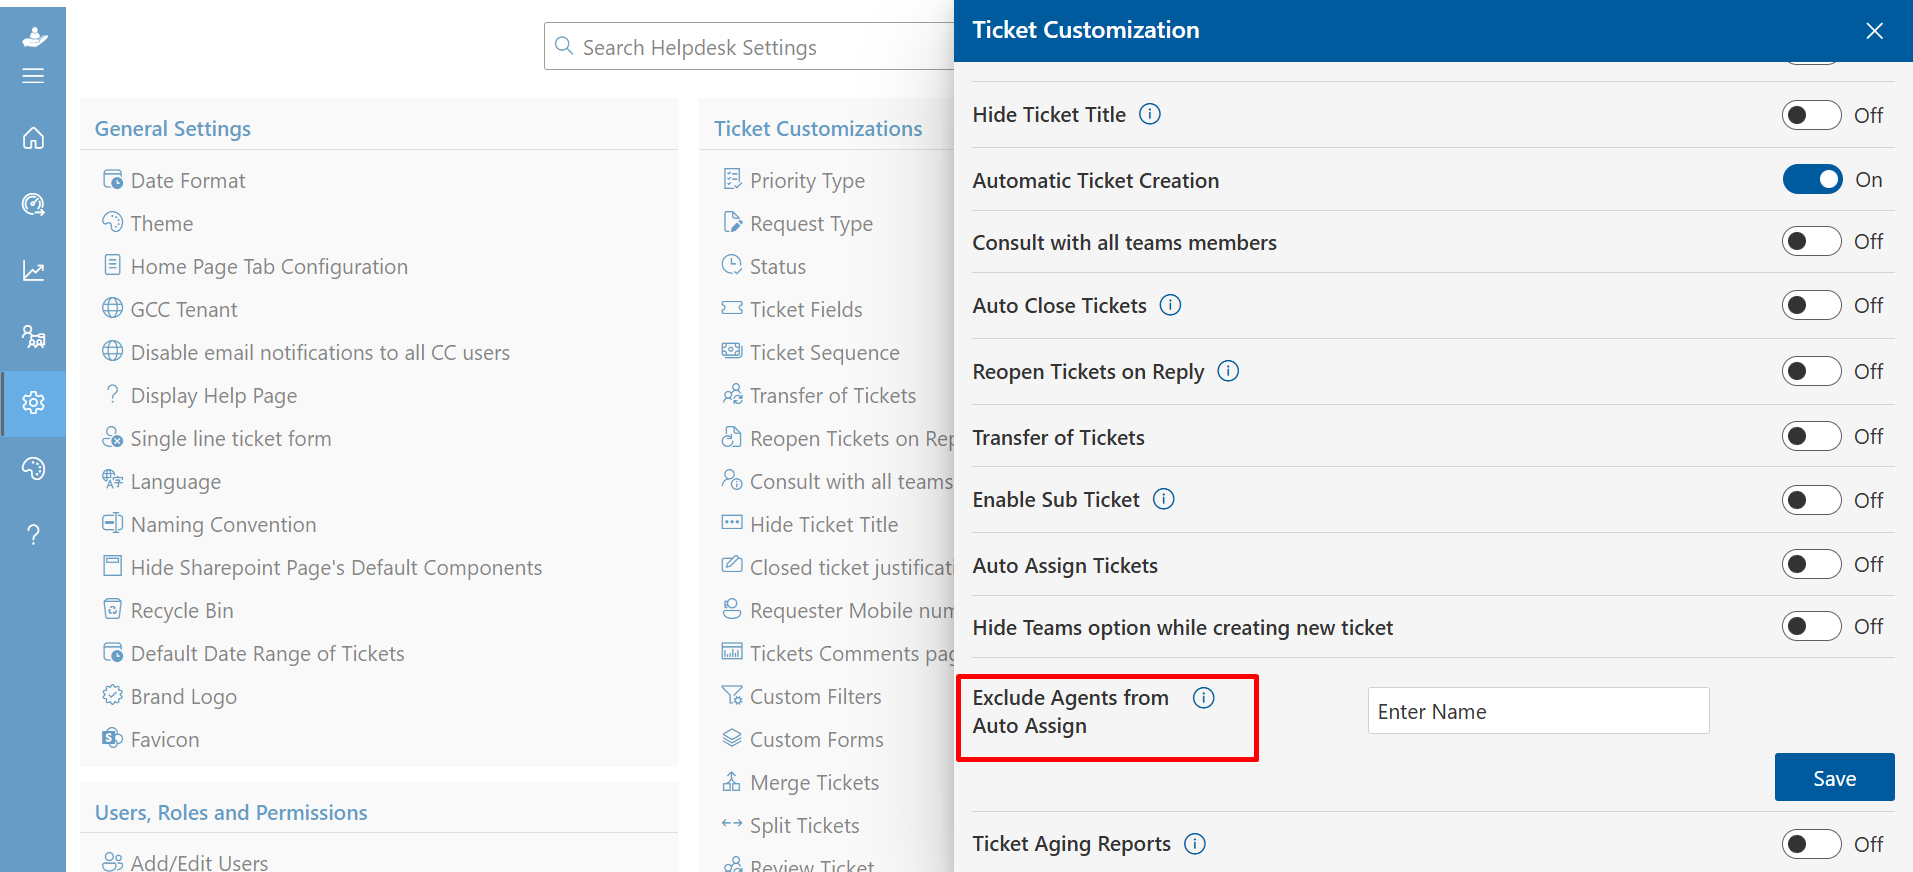 Search Helpdesk Settings
General Settings
Date Format
Theme
Home Page Tab Configuration
GCC Tenant
Disable email notifications to all CC users
Display Help Page
Single line ticket form
Language
Naming Convention
Hide Sharepoint Page's Default Components
Recycle Bin
Default Date Range of Tickets
Brand Logo
Favicon
Users, Roles and Permissions
Add/Edit Users
Ticket Customizations
Priority Type
Request Type
Status
Ticket Fields
Ticket Sequence
Transfer of Tickets
Reopen Tickets on Rep
Consult with all teams
Hide Ticket Title
Closed ticket justificati
Requester Mobile num
Tickets Comments pag
Custom Filters
Custom Forms
Merge Tickets
Split Tickets
Review Ticket
Ticket Customization
Hide Ticket Title Off
Automatic Ticket Creation On
Consult with all teams members Off
Auto Close Tickets Off
Reopen Tickets on Reply Off
Transfer of Tickets Off
Enable Sub Ticket Off
Auto Assign Tickets Off
Hide Teams option while creating new ticket Off
Exclude Agents from
Auto Assign
Enter Name
Save
Ticket Aging Reports Off